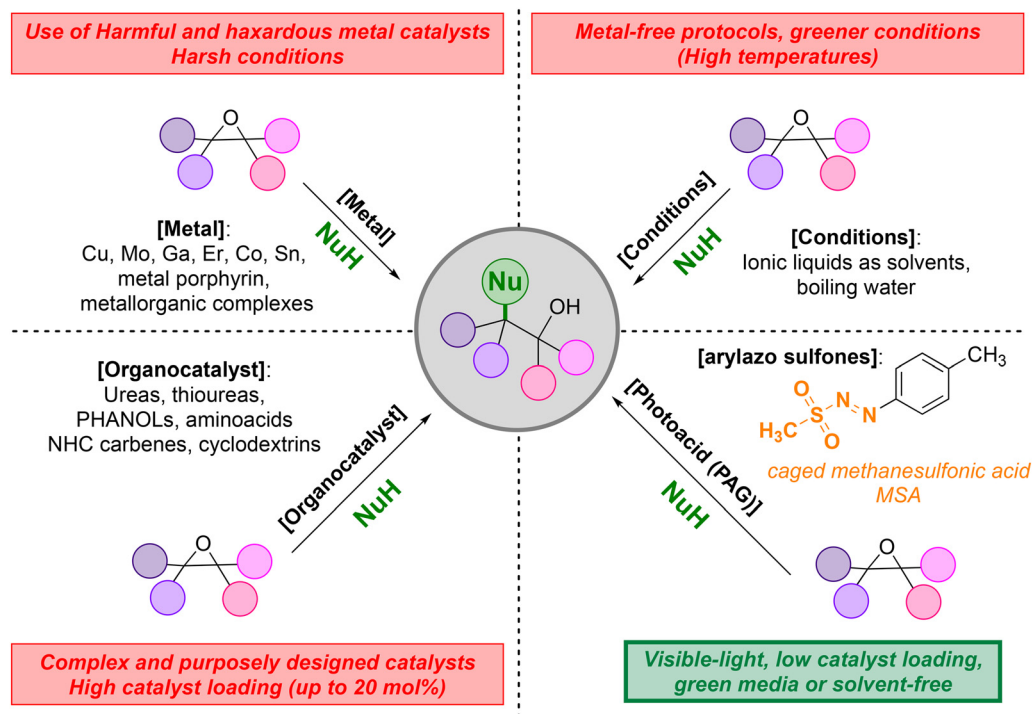 Use of Harmful and haxardous metal catalysts
Harsh conditions
Metal-free protocols, greener conditions
(High temperatures)
O
[Metal]
NuH
[Metal]:
Cu, Mo, Ga, Er, Co, Sn,
metal porphyrin,
metallorganic complexes
O
[Conditions]
NuH
[Conditions]:
Ionic liquids as solvents,
boiling water
Nu
OH
[Organocatalyst]:
Ureas, thioureas,
PHANOLs, aminoacids
NHC carbenes, cyclodextrins
[Organocatalyst]
NuH
O
[arylazo sulfones]:
CH3
O
N
S
N
H3C
O
caged methanesulfonic acid
MSA
[Photoacid (PAG)]
NuH
O
Complex and purposely designed catalysts
High catalyst loading (up to 20 mol%)
Visible-light, low catalyst loading,
green media or solvent-free